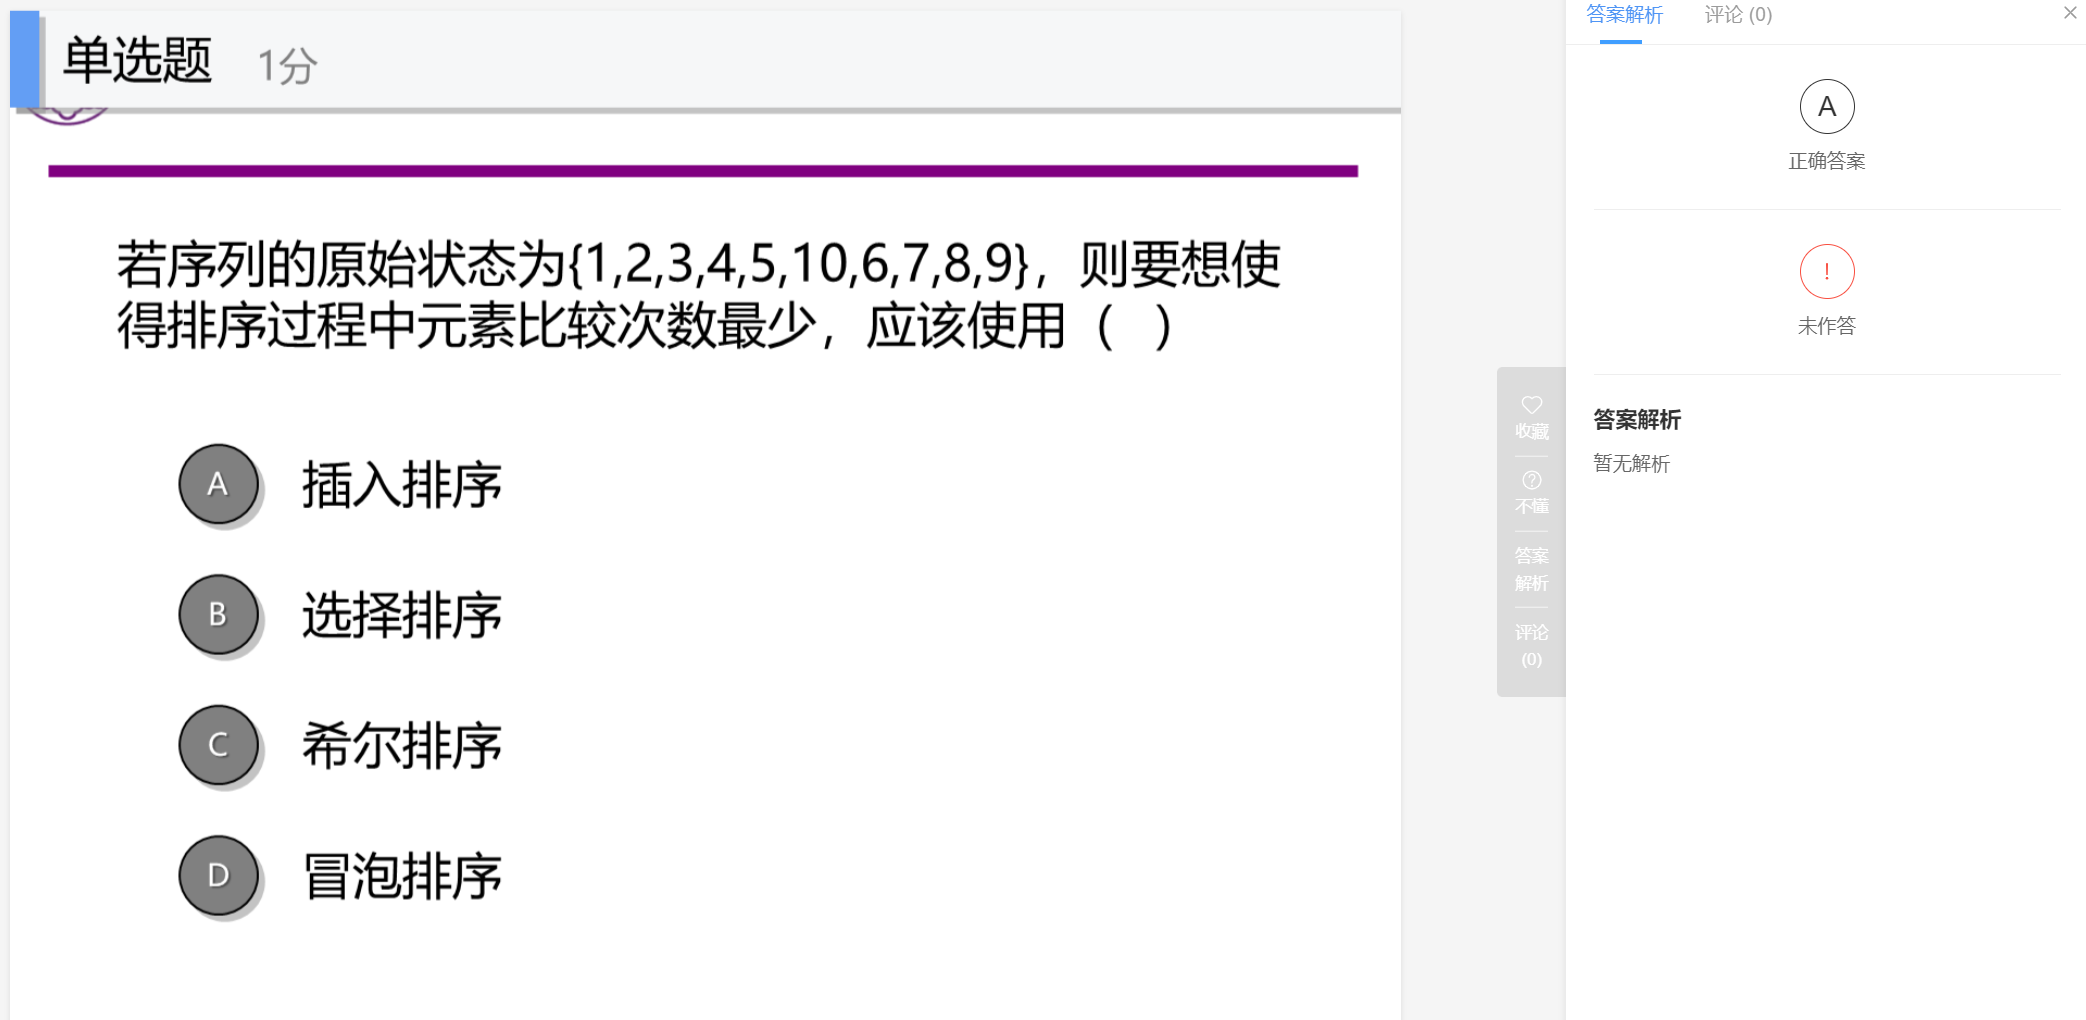 单选题 1分
若序列的原始状态为{1,2,3,4,5,10,6,7,8,9}，则要想使
得排序过程中元素比较次数最少，应该使用（ ）
A 插入排序
B 选择排序
C 希尔排序
D 冒泡排序
收藏
不懂
答案
解析
评论
(0)
答案解析 评论 (0)
A
正确答案
!
未作答
答案解析
暂无解析